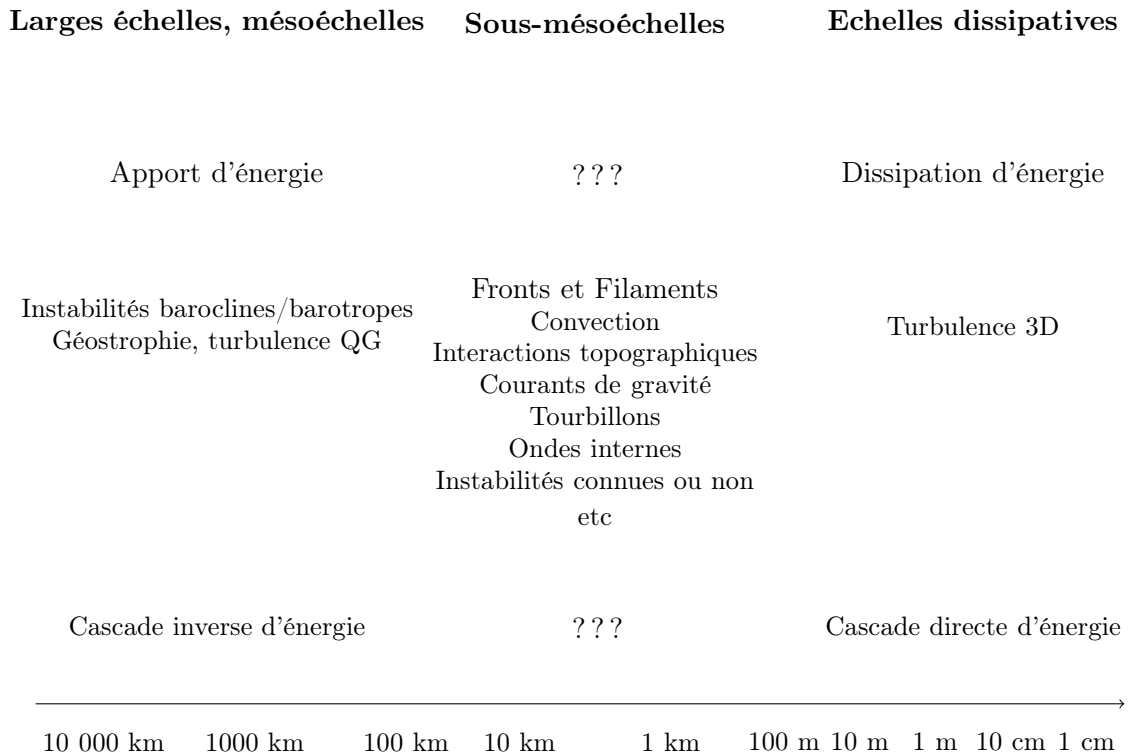 Larges échelles, mésoéchelles
Sous-mésoéchelles
Echelles dissipatives
Apport d'énergie
? ? ?
Dissipation d'énergie
Instabilités baroclines/barotropes
Géostrophie, turbulence QG
Fronts et Filaments
Convection
Interactions topographiques
Courants de gravité
Tourbillons
Ondes internes
Instabilités connues ou non
etc
Turbulence 3D
Cascade inverse d'énergie
? ? ?
Cascade directe d'énergie
10 000 km 1000 km 100 km 10 km 1 km 100 m 10 m 1 m 10 cm 1 cm